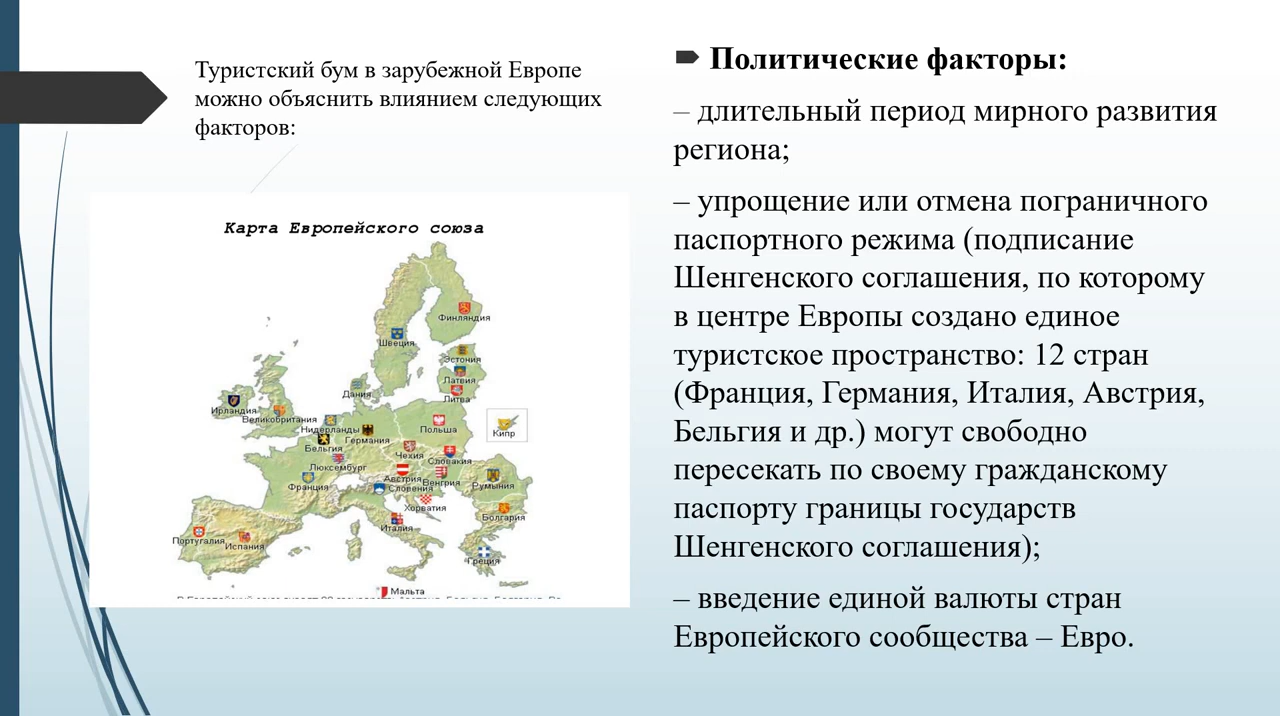 Туристский бум в зарубежной Европе
можно объяснить влиянием следующих
факторов:
Карта Европейского союза
Финляндия
Швеция
Эстония
Латвия
Литва
Дания
Ирландия
Великобритания
Нидерланды
Германия
Польша
Кипр
Бельгия
Чехия
Словакия
Люксембург
Франция
Австрия
Венгрия
Румыния
Словения
Хорватия
Болгария
Италия
Португалия
Испания
Греция
Мальта
Политические факторы:
– длительный период мирного развития
региона;
– упрощение или отмена пограничного
паспортного режима (подписание
Шенгенского соглашения, по которому
в центре Европы создано единое
туристское пространство: 12 стран
(Франция, Германия, Италия, Австрия,
Бельгия и др.) могут свободно
пересекать по своему гражданскому
паспорту границы государств
Шенгенского соглашения);
– введение единой валюты стран
Европейского сообщества – Евро.